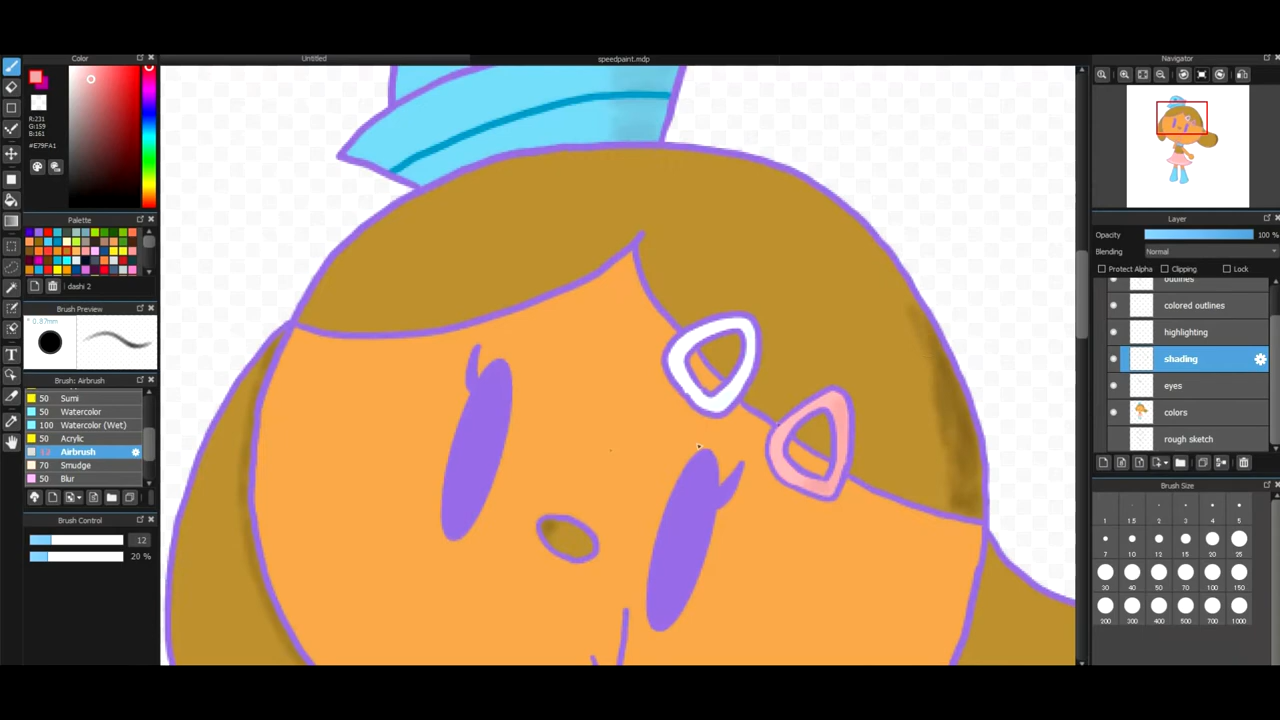 Color
Untitled
speedpaint.mdp
Navigator
R:231
G:159
B:161
#E79FA1
Palette
dashi 2
Brush Preview
* 0.87mm
Brush: Airbrush
50 Sumi
50 Watercolor
100 Watercolor (Wet)
50 Acrylic
12 Airbrush
70 Smudge
50 Blur
Brush Control
12
20 %
Layer
Opacity 100 %
Blending Normal
Protect Alpha Clipping Lock
outlines
colored outlines
highlighting
shading
eyes
colors
rough sketch
Brush Size
1 1.5 2 3 4 5
7 10 12 15 20 25
30 40 50 70 100 150
200 300 400 500 700 1000